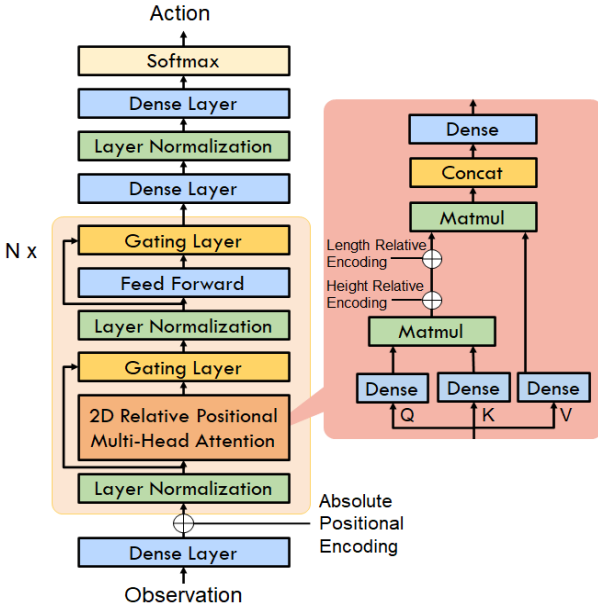 Action
Softmax
Dense Layer
Layer Normalization
Dense Layer
N x
Gating Layer
Feed Forward
Layer Normalization
Gating Layer
2D Relative Positional
Multi-Head Attention
Layer Normalization
Absolute
Positional
Encoding
Dense Layer
Observation
Dense
Concat
Matmul
Length Relative
Encoding
Height Relative
Encoding
Matmul
Dense
Dense
Dense
Q
K
V